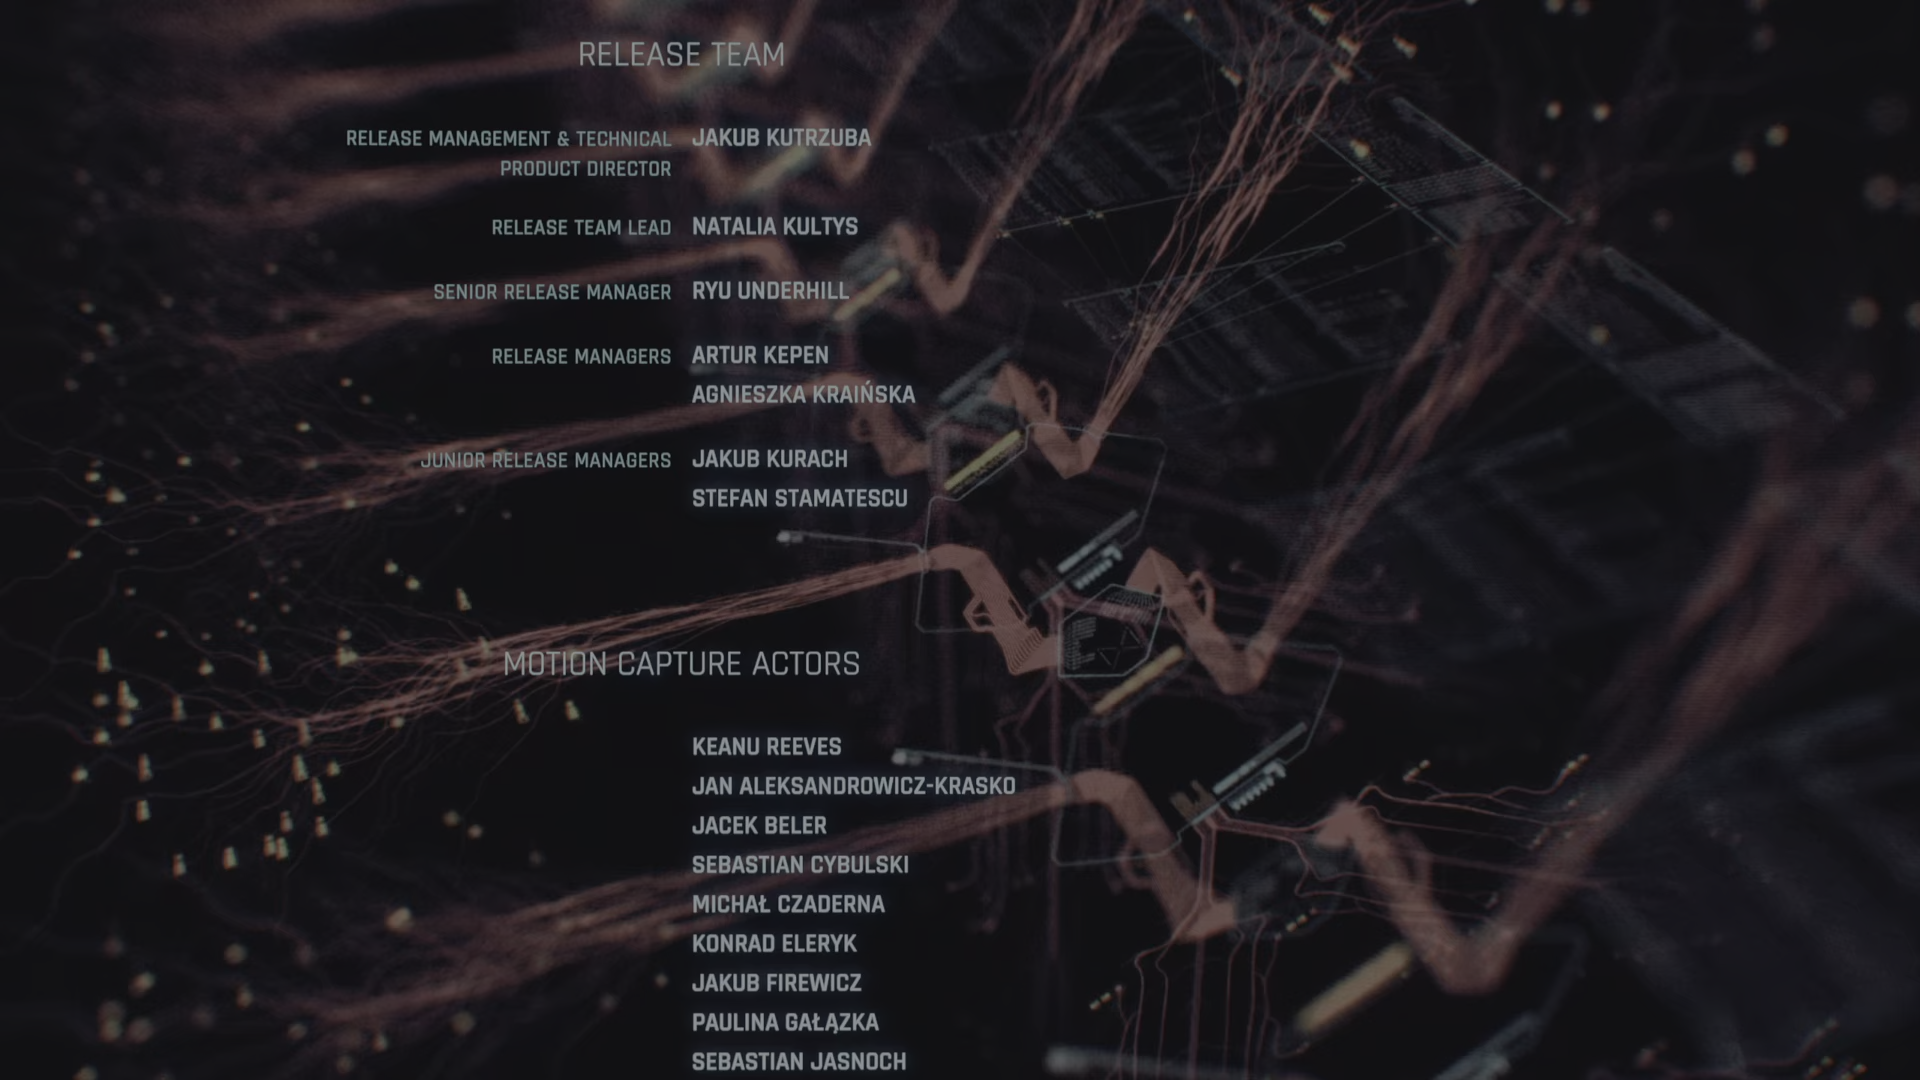 RELEASE TEAM
RELEASE MANAGEMENT & TECHNICAL JAKUB KUTRZUBA
PRODUCT DIRECTOR
RELEASE TEAM LEAD NATALIA KULTYS
SENIOR RELEASE MANAGER RYU UNDERHILL
RELEASE MANAGERS ARTUR KEPEN
AGNIESZKA KRAIŃSKA
JUNIOR RELEASE MANAGERS JAKUB KURACH
STEFAN STAMATESCU
MOTION CAPTURE ACTORS
KEANU REEVES
JAN ALEKSANDROWICZ-KRASKO
JACEK BELER
SEBASTIAN CYBULSKI
MICHAŁ CZADERNA
KONRAD ELERYK
JAKUB FIREWICZ
PAULINA GAŁĄZKA
SEBASTIAN JASNOCH